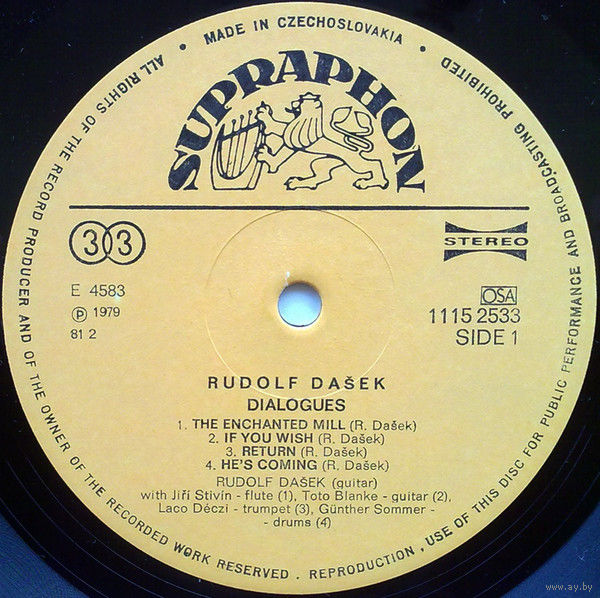 ALL RIGHTS OF THE RECORD PRODUCER AND OF THE OWNER OF THE RECORDED WORK RESERVED . REPRODUCTION , USE OF THIS DISC FOR PUBLIC PERFORMANCE AND BROADCASTING PROHIBITED
• MADE IN CZECHOSLOVAKIA •
SUPRAPHON
33
STEREO
E 4583
OSA
Ⓟ 1979
1115 2533
81 2
SIDE 1
RUDOLF DAŠEK
DIALOGUES
1. THE ENCHANTED MILL (R. Dašek)
2. IF YOU WISH (R. Dašek)
3. RETURN (R. Dašek)
4. HE'S COMING (R. Dašek)
RUDOLF DAŠEK (guitar)
with Jiří Stivín - flute (1), Toto Blanke - guitar (2),
Laco Déczi - trumpet (3), Günther Sommer -
- drums (4)
www.ay.by